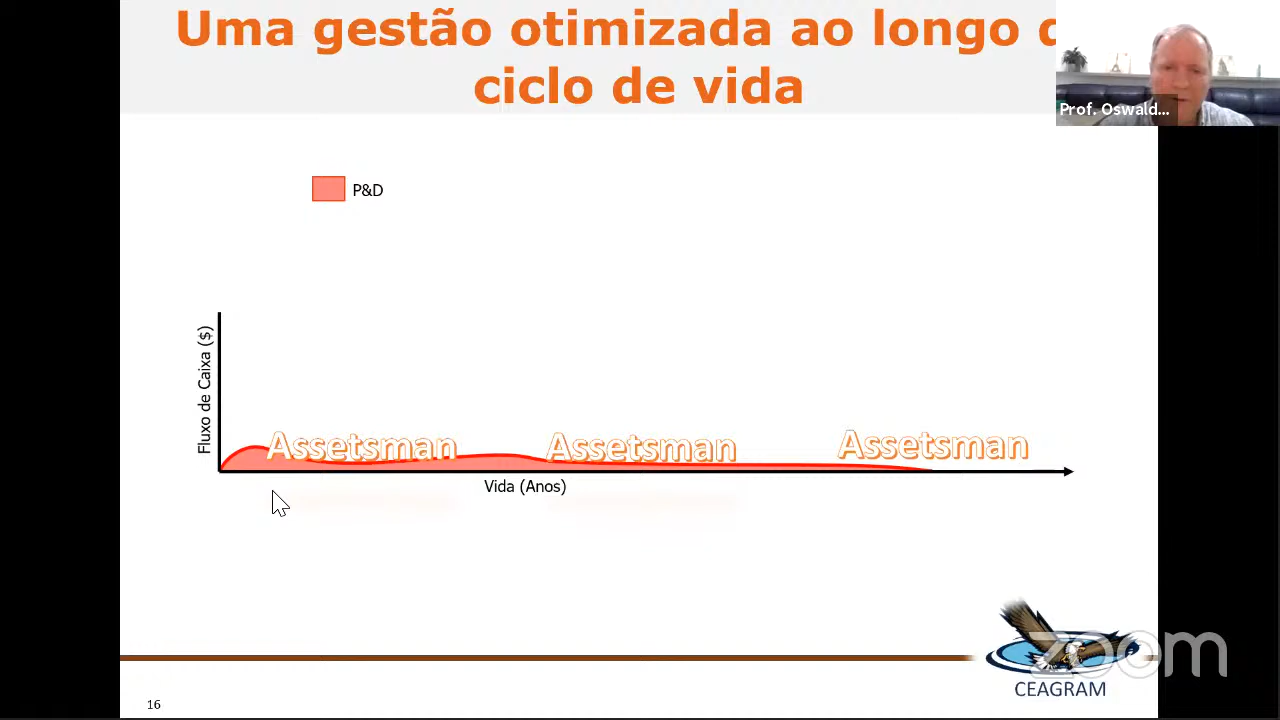 Uma gestão otimizada ao longo
ciclo de vida
Prof. Oswald...
P&D
Fluxo de Caixa ($)
Assetsman Assetsman Assetsman
Vida (Anos)
zoom
CEAGRAM
16